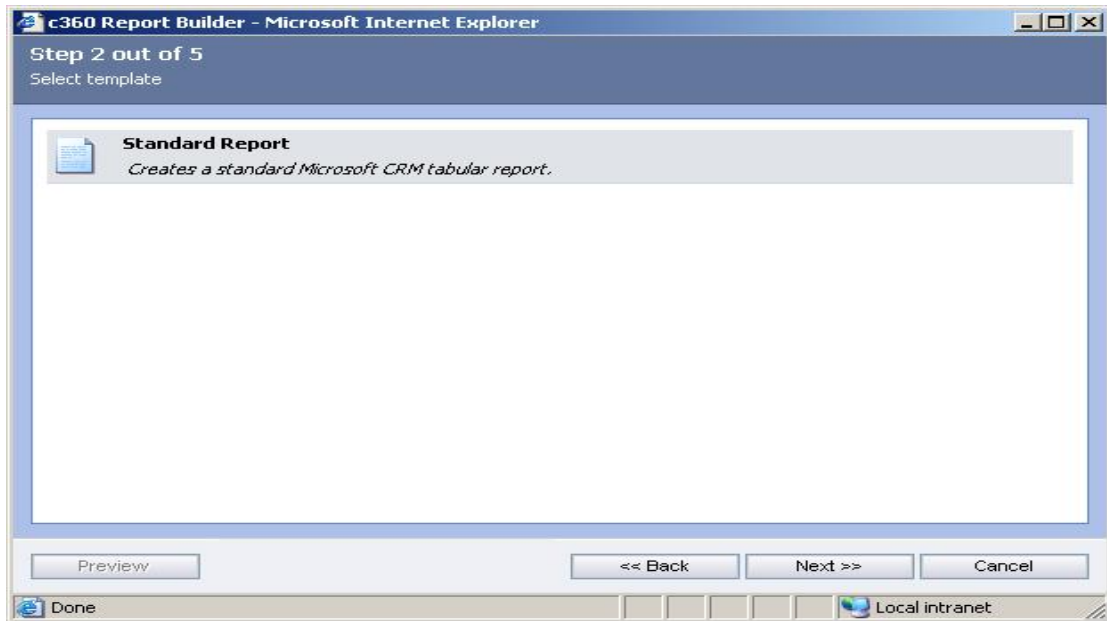 c360 Report Builder - Microsoft Internet Explorer
Step 2 out of 5
Select template
Standard Report
Creates a standard Microsoft CRM tabular report.
Preview
<< Back
Next >>
Cancel
Done
Local intranet